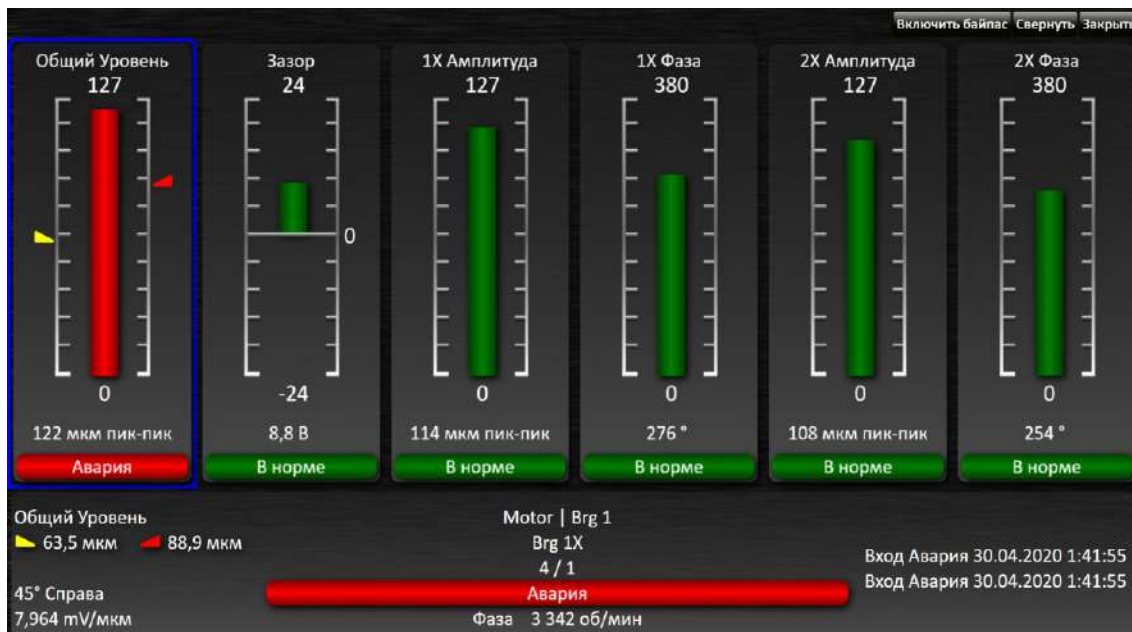 Включить байпас Свернуть Закрыть
Общий Уровень Зазор 1X Амплитуда 1X Фаза 2X Амплитуда 2X Фаза
127 24 127 380 127 380
0
0 -24 0 0 0 0
122 мкм пик-пик 8,8 В 114 мкм пик-пик 276 ° 108 мкм пик-пик 254 °
Авария В норме В норме В норме В норме В норме
Общий Уровень Motor | Brg 1
63,5 мкм 88,9 мкм Brg 1X
4 / 1 Вход Авария 30.04.2020 1:41:55
Вход Авария 30.04.2020 1:41:55
45° Справа Авария
7,964 mV/мкм Фаза 3 342 об/мин